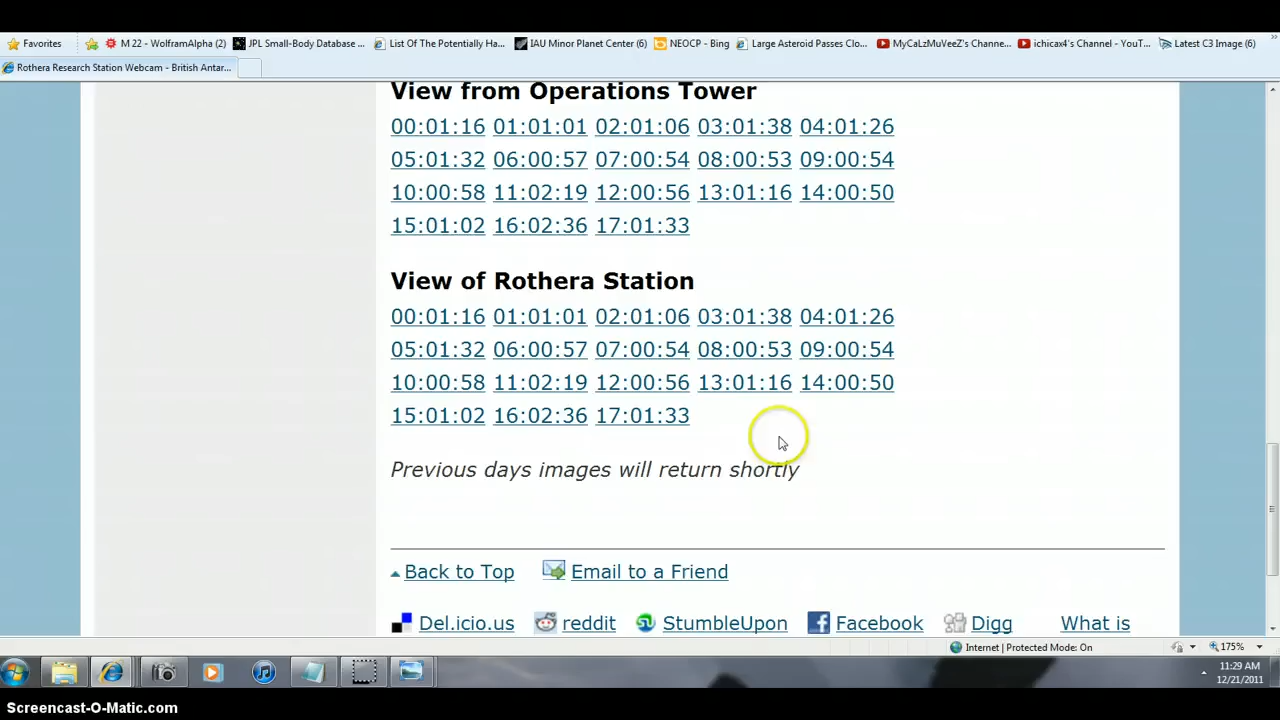 Favorites M 22 - WolframAlpha (2) JPL Small-Body Database ... List Of The Potentially Ha... IAU Minor Planet Center (6) NEOCP - Bing Large Asteroid Passes Clo... MyCaLzMuVeeZ's Channe... ichicax4's Channel - YouT... Latest C3 Image (6)
Rothera Research Station Webcam - British Antar...
View from Operations Tower
00:01:16 01:01:01 02:01:06 03:01:38 04:01:26
05:01:32 06:00:57 07:00:54 08:00:53 09:00:54
10:00:58 11:02:19 12:00:56 13:01:16 14:00:50
15:01:02 16:02:36 17:01:33
View of Rothera Station
00:01:16 01:01:01 02:01:06 03:01:38 04:01:26
05:01:32 06:00:57 07:00:54 08:00:53 09:00:54
10:00:58 11:02:19 12:00:56 13:01:16 14:00:50
15:01:02 16:02:36 17:01:33
Previous days images will return shortly
Back to Top Email to a Friend
Del.icio.us reddit StumbleUpon Facebook Digg What is
Internet | Protected Mode: On 175%
11:29 AM
12/21/2011
Screencast-O-Matic.com